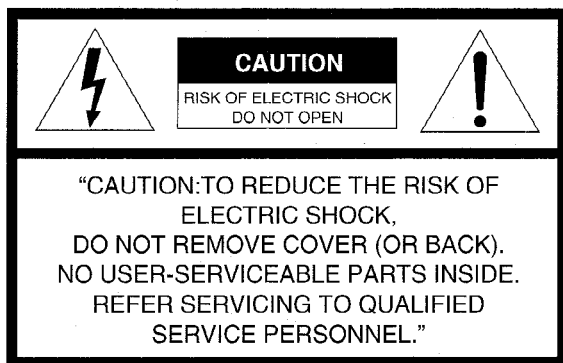 CAUTION
RISK OF ELECTRIC SHOCK
DO NOT OPEN
“CAUTION:TO REDUCE THE RISK OF
ELECTRIC SHOCK,
DO NOT REMOVE COVER (OR BACK).
NO USER-SERVICEABLE PARTS INSIDE.
REFER SERVICING TO QUALIFIED
SERVICE PERSONNEL.”